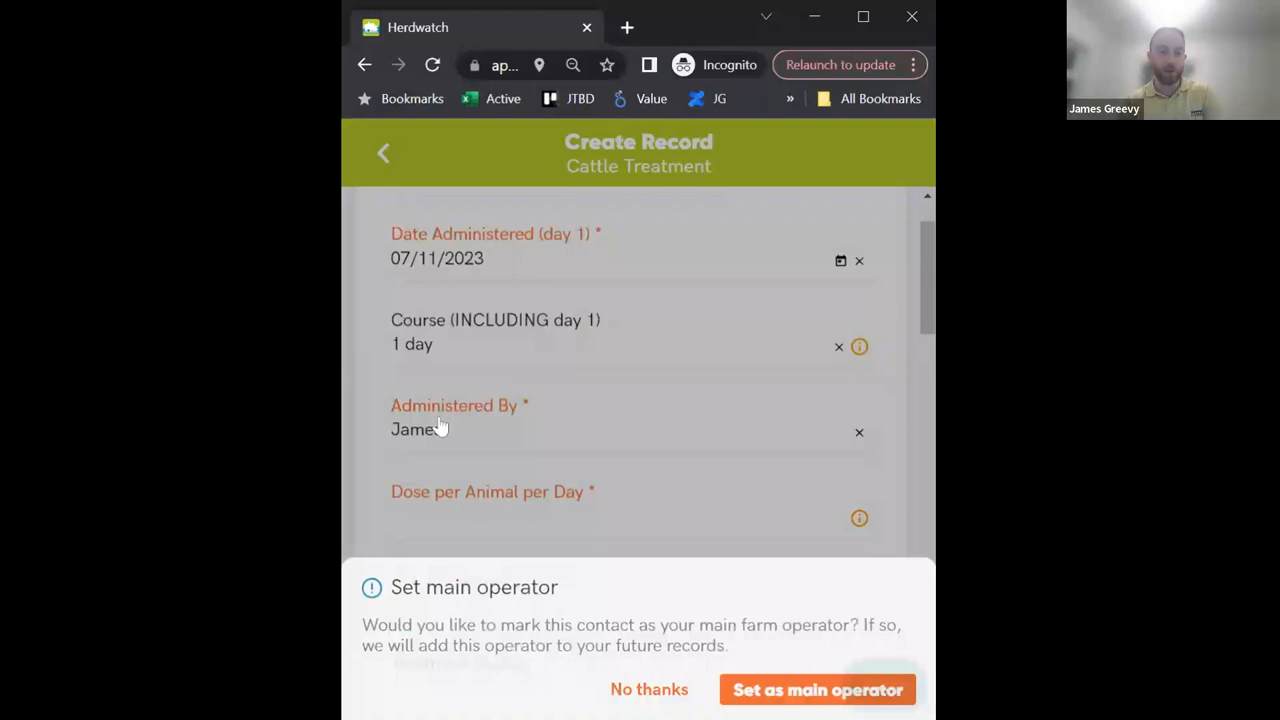 Herdwatch
ap...
Incognito
Relaunch to update
Bookmarks
Active
JTBD
Value
JG
»
All Bookmarks
James Greevy
Create Record
Cattle Treatment
Date Administered (day 1) *
07/11/2023
Course (INCLUDING day 1)
1 day
Administered By *
Dose per Animal per Day *
Set main operator
Would you like to mark this contact as your main farm operator? If so,
we will add this operator to your future records.
No thanks
Set as main operator